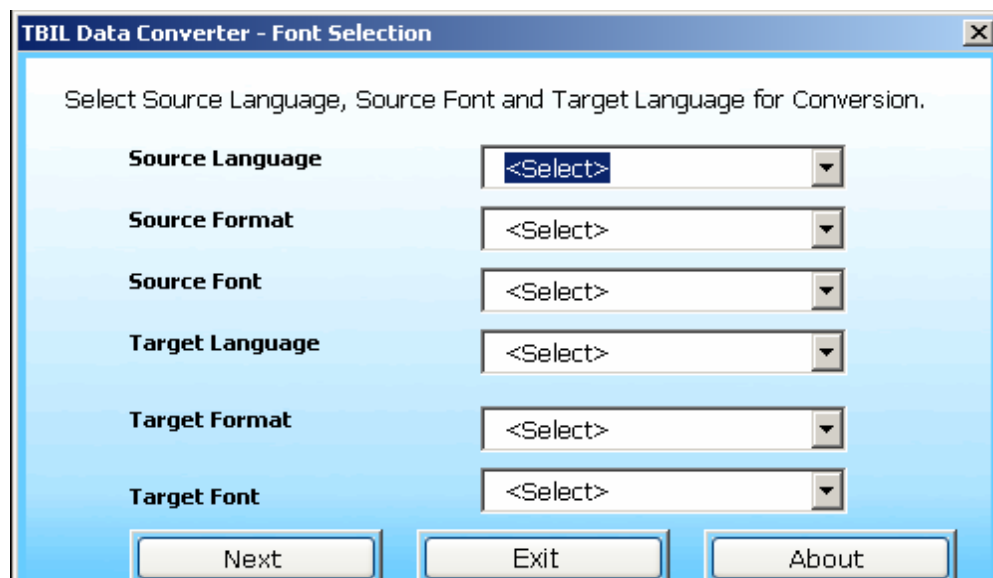 TBIL Data Converter - Font Selection
Select Source Language, Source Font and Target Language for Conversion.
Source Language <Select>
Source Format <Select>
Source Font <Select>
Target Language <Select>
Target Format <Select>
Target Font <Select>
Next Exit About